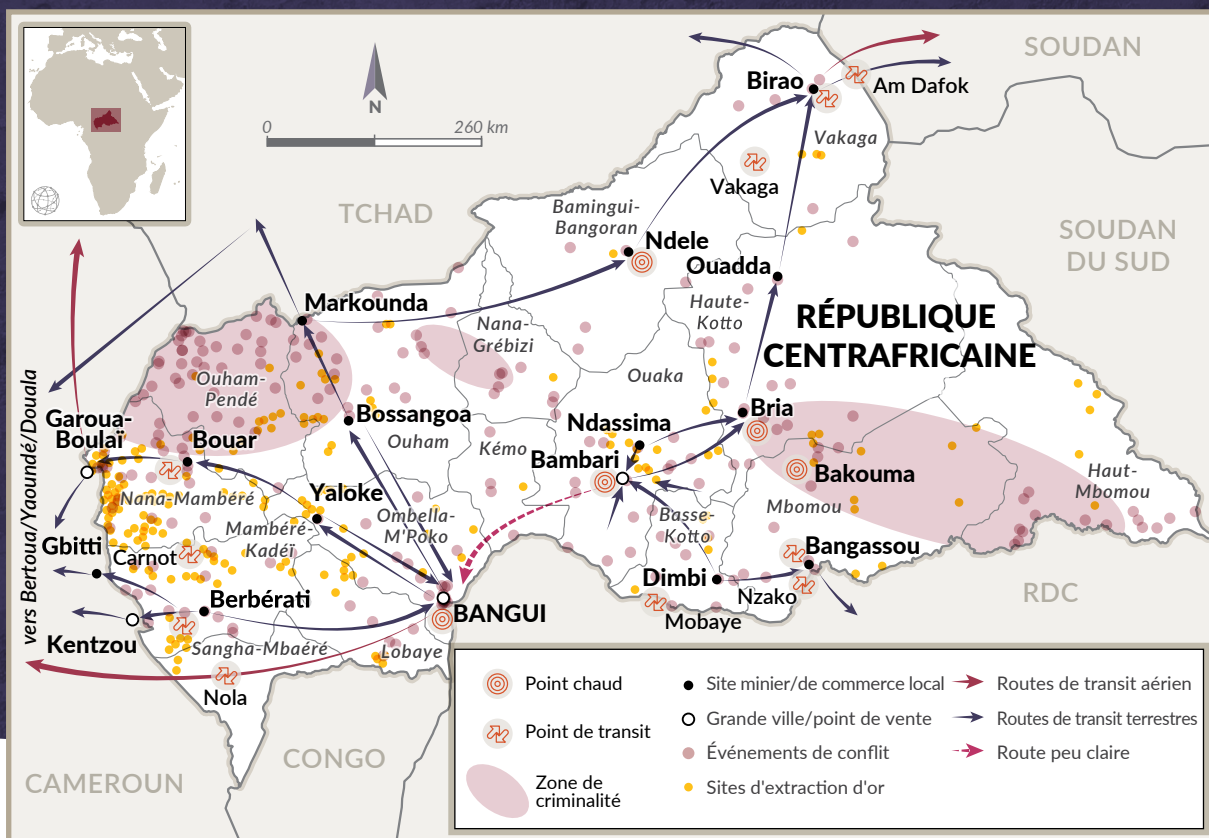 SOUDAN
Birao
Am Dafok
N
0
260 km
Vakaga
Vakaga
TCHAD
Bamingui-
Bangoran
SOUDAN
DU SUD
Ndele
Ouadda
Markounda
Haute-
Kotto
RÉPUBLIQUE
CENTRAFRICAINE
Nana-
Grébizi
Ouham-
Pendé
Ouaka
vers Bertoua/Yaoundé/Douala
Garoua-
Boulaï
Bouar
Bossangoa
Ouham
Bria
Ndassima
Kémo
Bambari
Bakouma
Haut-
Mbomou
Nana-Mambéré
Yaloke
Mbomou
Mambéré-
Kadéï
Ombella-
M'Poko
Basse-
Kotto
Gbitti
Carnot
Bangassou
Dimbi
Nzako
RDC
Berbérati
BANGUI
Mobaye
Kentzou
Sangha-Mbaéré
Lobaye
Nola
CONGO
CAMEROUN
Point chaud
Point de transit
Zone de
criminalité
Site minier/de commerce local
Grande ville/point de vente
Événements de conflit
Sites d'extraction d'or
Routes de transit aérien
Routes de transit terrestres
Route peu claire